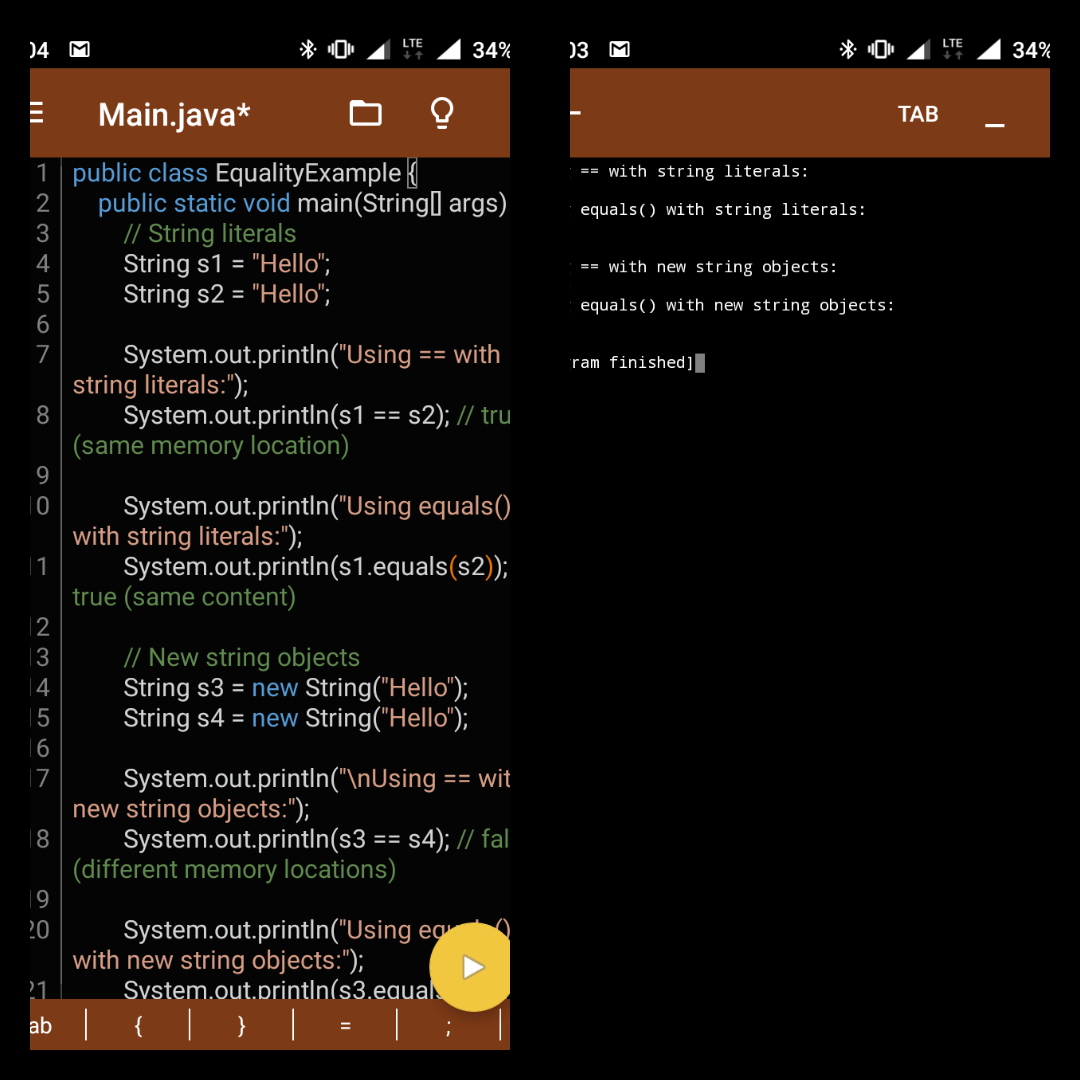 04 LTE 34%
Main.java*
1 public class EqualityExample {
2 public static void main(String[] args)
3 // String literals
4 String s1 = "Hello";
5 String s2 = "Hello";
6
7 System.out.println("Using == with
string literals:");
8 System.out.println(s1 == s2); // tru
(same memory location)
9
10 System.out.println("Using equals()
with string literals:");
11 System.out.println(s1.equals(s2));
true (same content)
12
13 // New string objects
14 String s3 = new String("Hello");
15 String s4 = new String("Hello");
16
17 System.out.println("\nUsing == wit
new string objects:");
18 System.out.println(s3 == s4); // fal
(different memory locations)
19
20 System.out.println("Using equals()
with new string objects:");
21 System.out.println(s3.equals
ab { } = ;
03 LTE 34%
TAB _
== with string literals:
equals() with string literals:
== with new string objects:
equals() with new string objects:
ram finished]